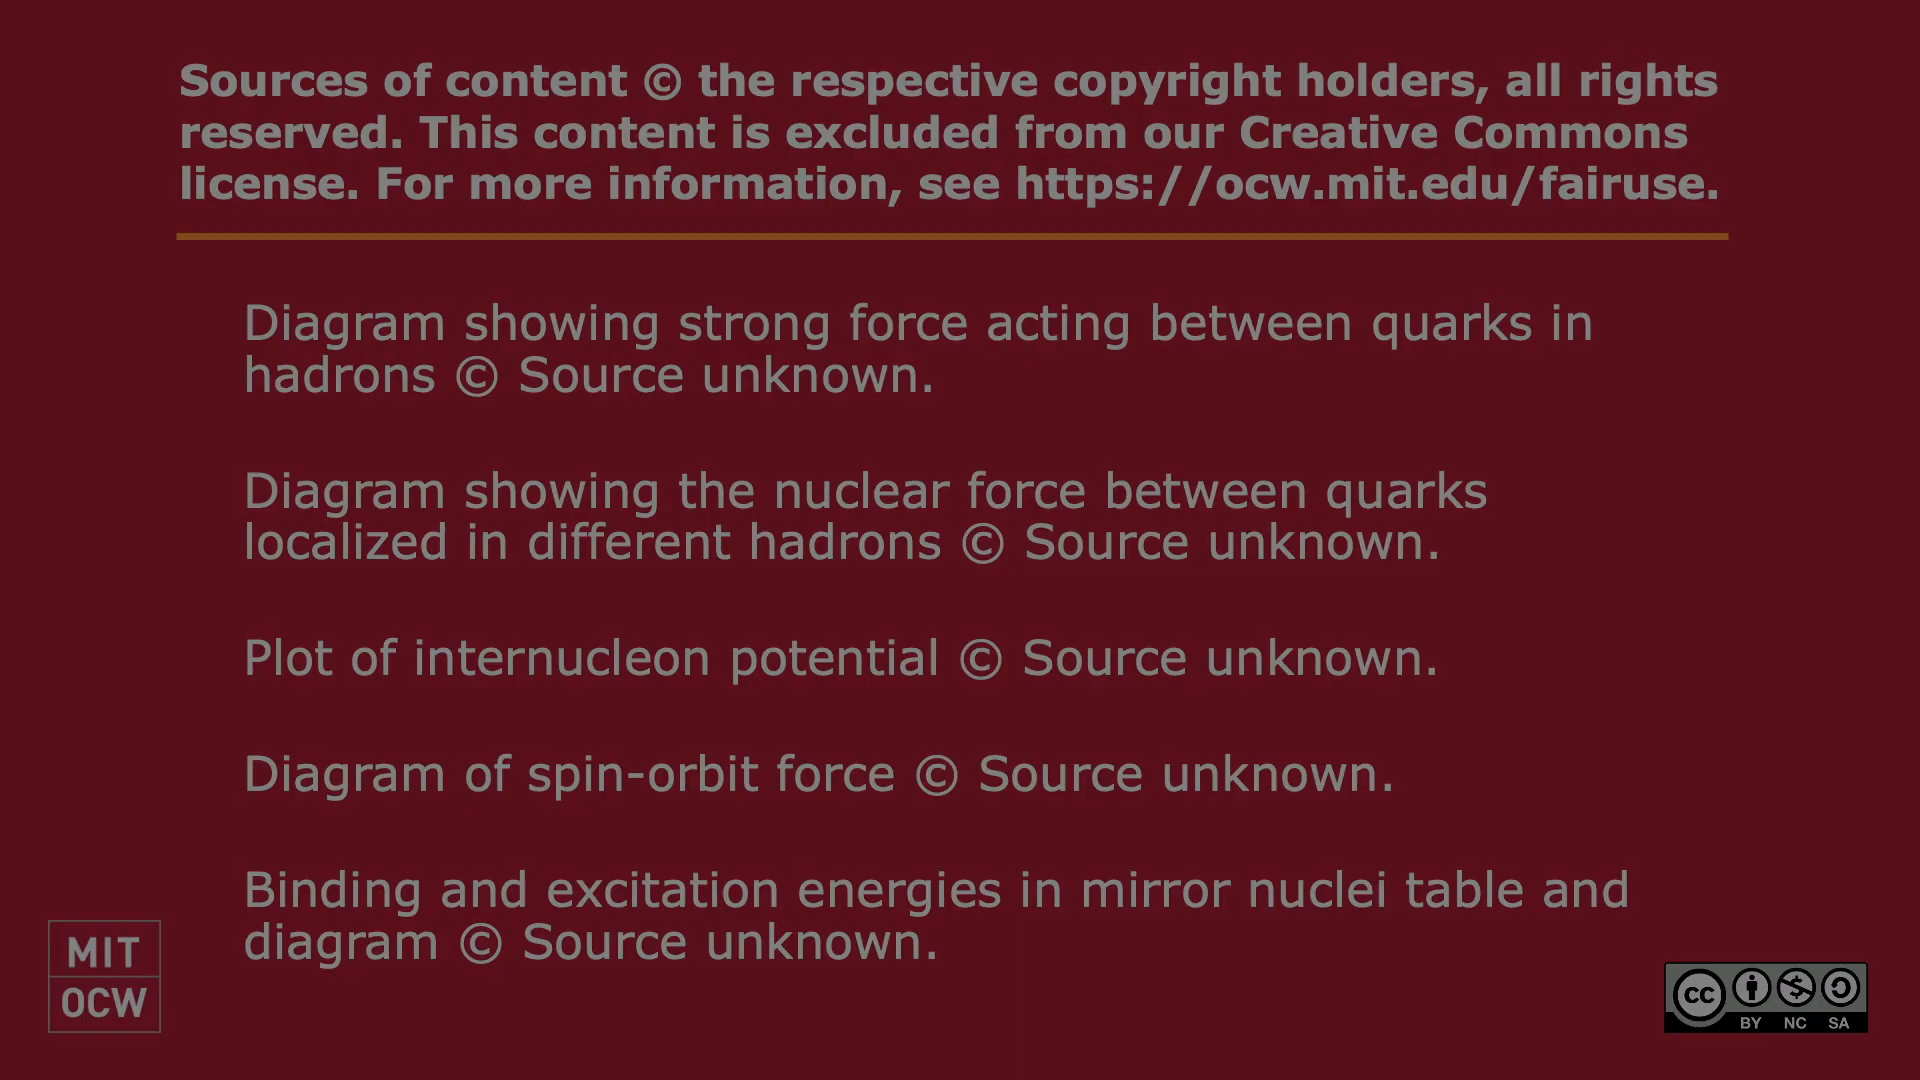 Sources of content © the respective copyright holders, all rights
reserved. This content is excluded from our Creative Commons
license. For more information, see https://ocw.mit.edu/fairuse.
Diagram showing strong force acting between quarks in
hadrons © Source unknown.
Diagram showing the nuclear force between quarks
localized in different hadrons © Source unknown.
Plot of internucleon potential © Source unknown.
Diagram of spin-orbit force © Source unknown.
Binding and excitation energies in mirror nuclei table and
diagram © Source unknown.
MIT
OCW
cc
BY NC SA